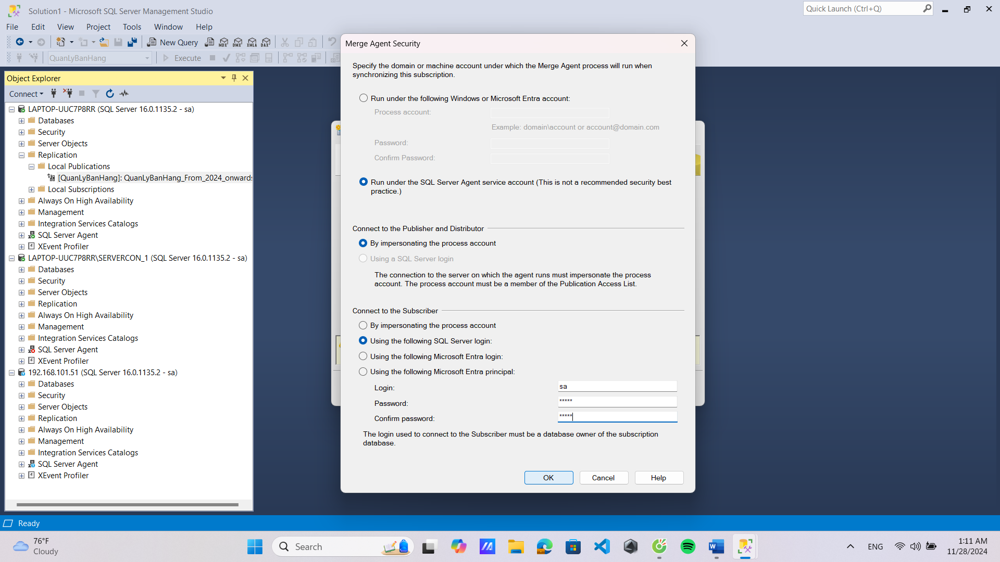 Solution1 - Microsoft SQL Server Management Studio
Quick Launch (Ctrl+Q)
File Edit View Project Tools Window Help
New Query MDX DMX XMLA DAX
QuanLyBanHang Execute
Object Explorer
Connect
LAPTOP-UUC7P8RR (SQL Server 16.0.1135.2 - sa)
Databases
Security
Server Objects
Replication
Local Publications
[QuanLyBanHang]: QuanLyBanHang_From_2024_onwards
Local Subscriptions
Always On High Availability
Management
Integration Services Catalogs
SQL Server Agent
XEvent Profiler
LAPTOP-UUC7P8RR\SERVERCON_1 (SQL Server 16.0.1135.2 - sa)
Databases
Security
Server Objects
Replication
Always On High Availability
Management
Integration Services Catalogs
SQL Server Agent
XEvent Profiler
192.168.101.51 (SQL Server 16.0.1135.2 - sa)
Databases
Security
Server Objects
Replication
Always On High Availability
Management
Integration Services Catalogs
SQL Server Agent
XEvent Profiler
Merge Agent Security
Specify the domain or machine account under which the Merge Agent process will run when
synchronizing this subscription.
Run under the following Windows or Microsoft Entra account:
Process account:
Example: domain\account or account@domain.com
Password:
Confirm Password:
Run under the SQL Server Agent service account (This is not a recommended security best
practice.)
Connect to the Publisher and Distributor
By impersonating the process account
Using a SQL Server login
The connection to the server on which the agent runs must impersonate the process
account. The process account must be a member of the Publication Access List.
Connect to the Subscriber
By impersonating the process account
Using the following SQL Server login:
Using the following Microsoft Entra login:
Using the following Microsoft Entra principal:
Login: sa
Password: *****
Confirm password: *****
The login used to connect to the Subscriber must be a database owner of the subscription
database.
OK Cancel Help
Ready
76°F
Cloudy
Search
ENG
1:11 AM
11/28/2024